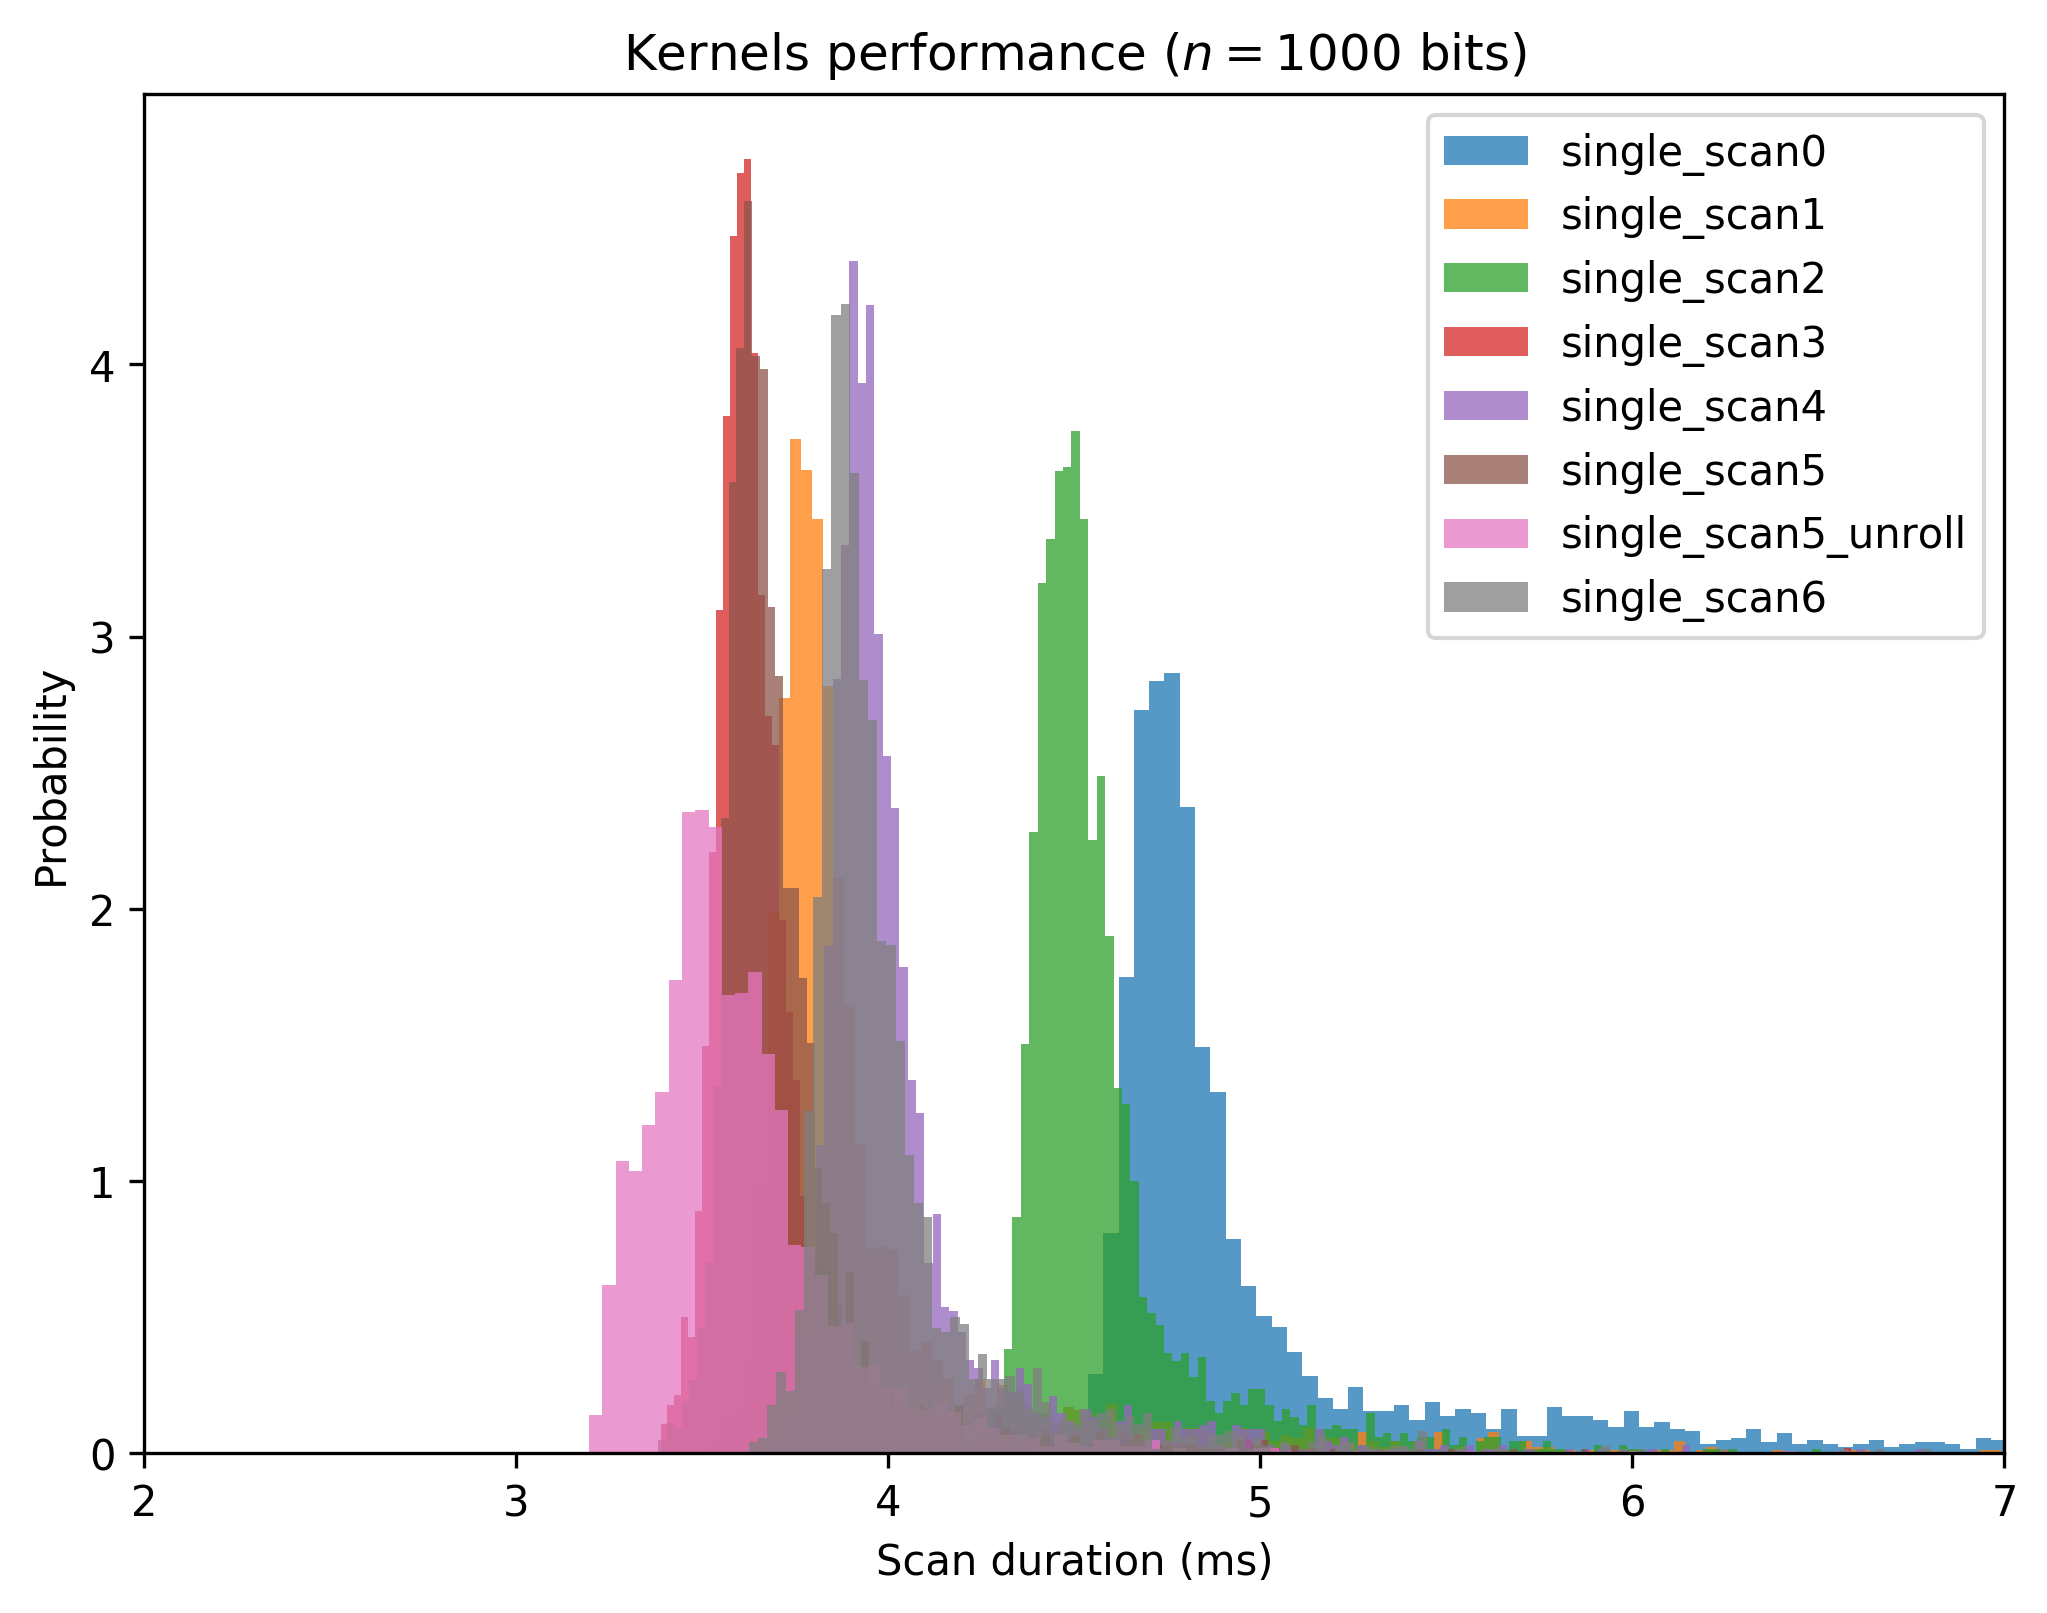 Kernels performance (n = 1000 bits)
single_scan0
single_scan1
single_scan2
single_scan3
single_scan4
single_scan5
single_scan5_unroll
single_scan6
Probability
4
3
2
1
0
2 3 4 5 6 7
Scan duration (ms)